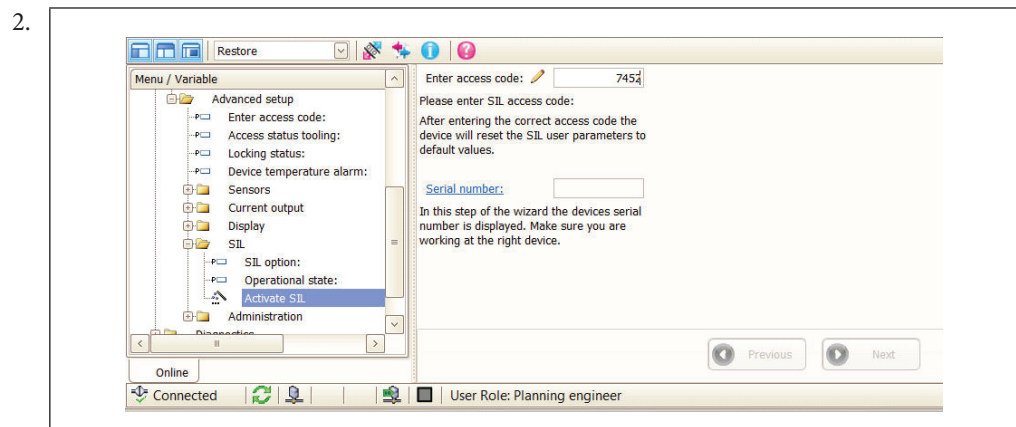 2.
Restore
Menu / Variable
Advanced setup
Enter access code:
Access status tooling:
Locking status:
Device temperature alarm:
Sensors
Current output
Display
SIL
SIL option:
Operational state:
Activate SIL
Administration
Diagnostics
Online
Enter access code: 7452
Please enter SIL access code:
After entering the correct access code the
device will reset the SIL user parameters to
default values.
Serial number:
In this step of the wizard the devices serial
number is displayed. Make sure you are
working at the right device.
Previous Next
Connected User Role: Planning engineer